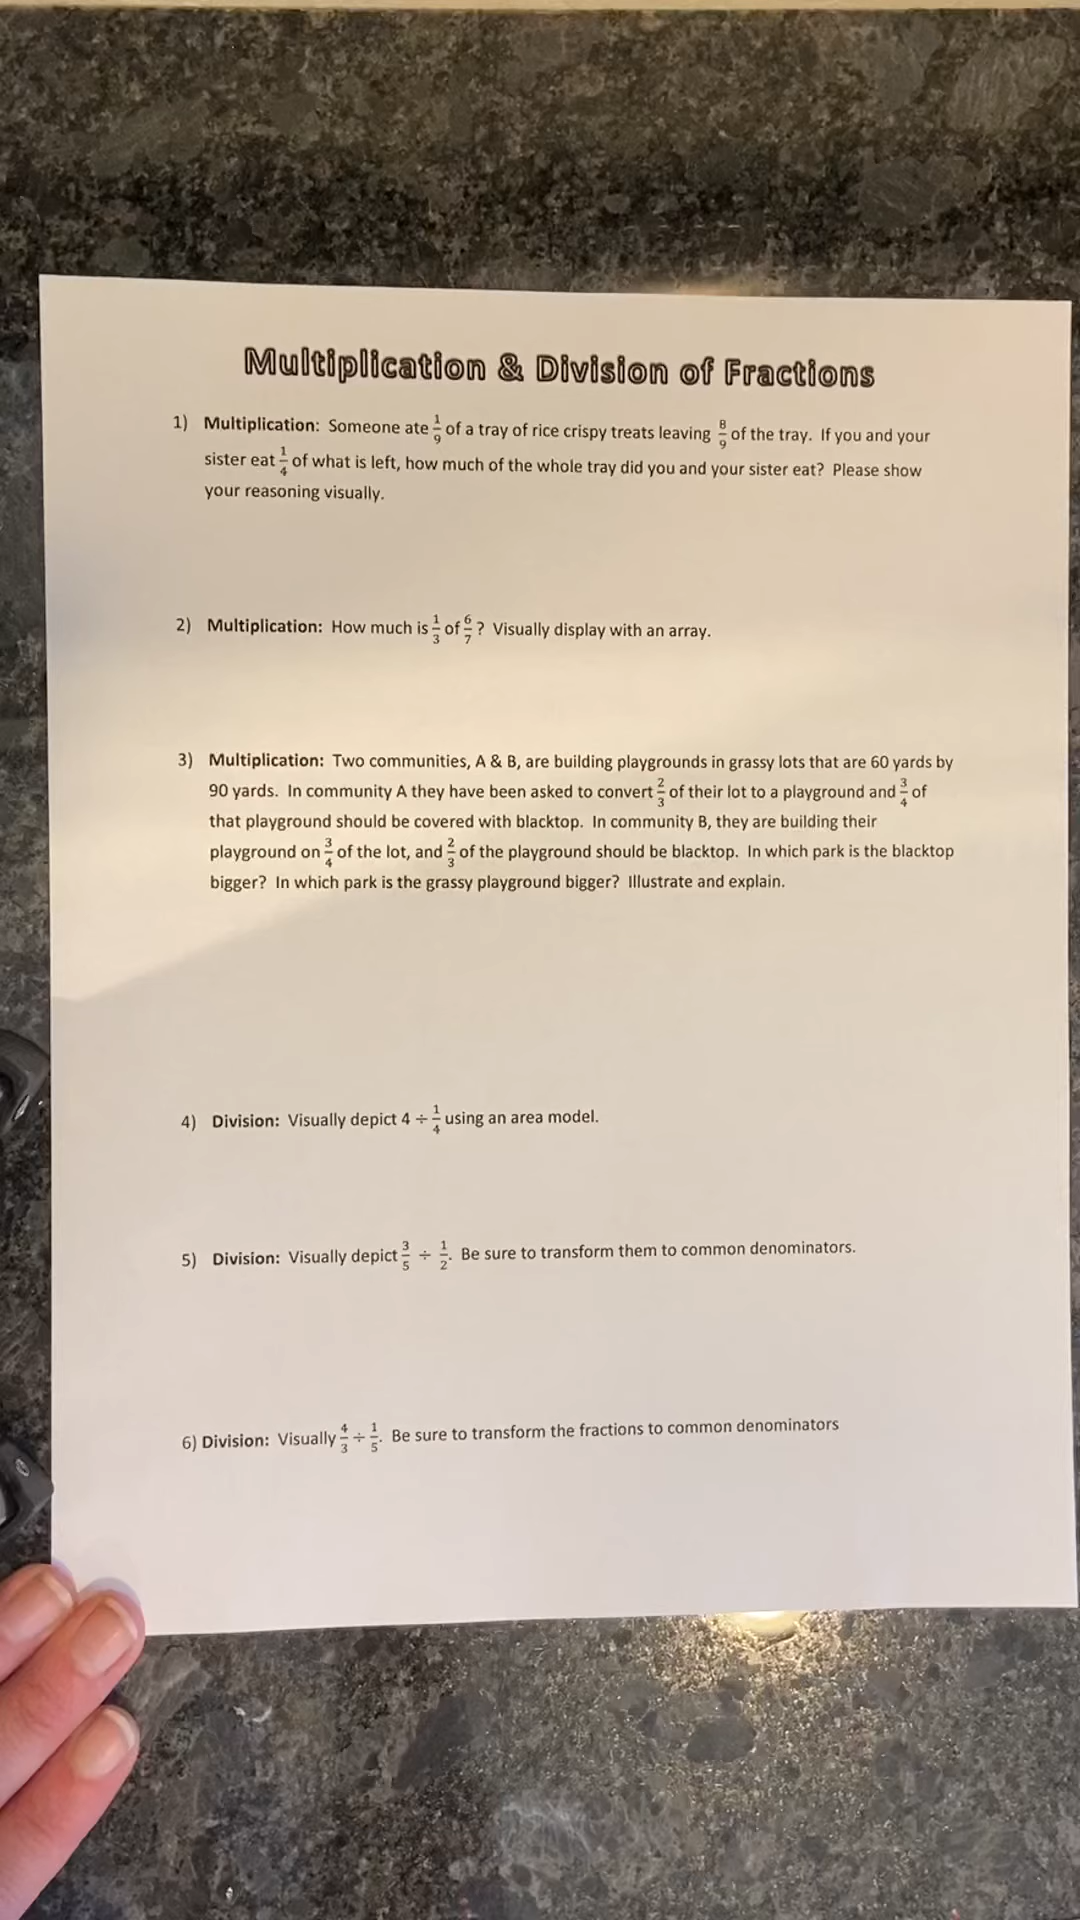 Multiplication & Division of Fractions
1) Multiplication: Someone ate 1/9 of a tray of rice crispy treats leaving 8/9 of the tray. If you and your
sister eat 1/4 of what is left, how much of the whole tray did you and your sister eat? Please show
your reasoning visually.
2) Multiplication: How much is 1/3 of 6/7? Visually display with an array.
3) Multiplication: Two communities, A & B, are building playgrounds in grassy lots that are 60 yards by
90 yards. In community A they have been asked to convert 2/3 of their lot to a playground and 3/4 of
that playground should be covered with blacktop. In community B, they are building their
playground on 3/4 of the lot, and 2/3 of the playground should be blacktop. In which park is the blacktop
bigger? In which park is the grassy playground bigger? Illustrate and explain.
4) Division: Visually depict 4 ÷ 1/4 using an area model.
5) Division: Visually depict 3/5 ÷ 1/2. Be sure to transform them to common denominators.
6) Division: Visually 4/3 ÷ 1/5. Be sure to transform the fractions to common denominators